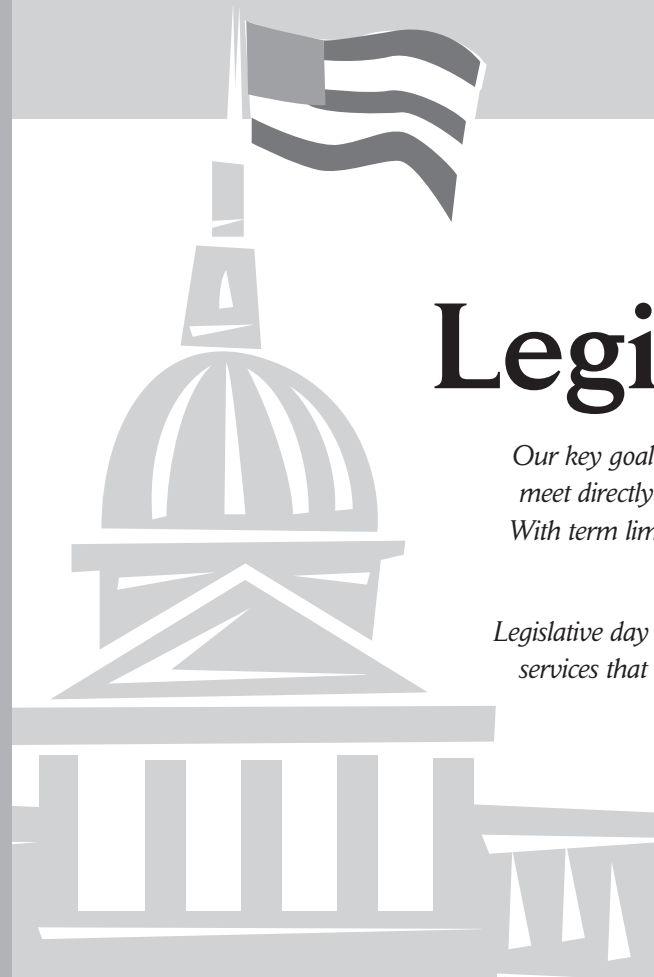 Legi
Our key goal
meet directly
With term lim
Legislative day
services that